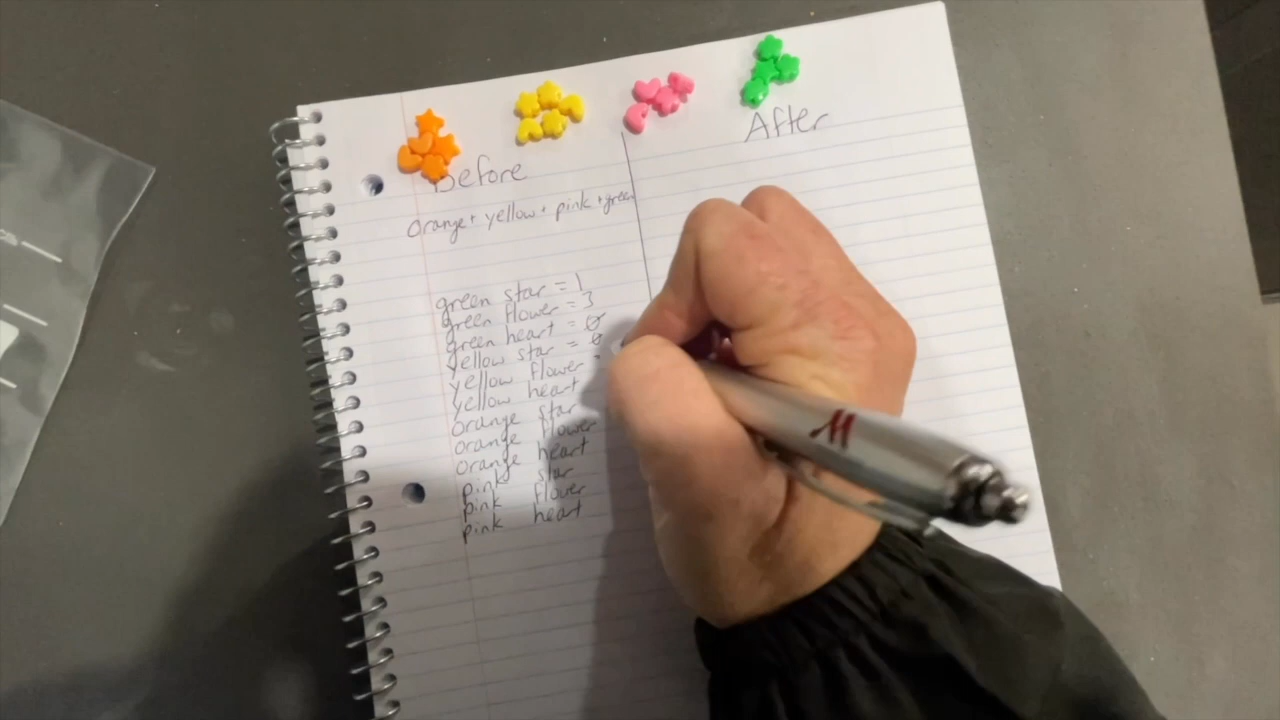 Before
After
orange + yellow + pink + green
green star = 1
green flower = 3
green heart = 0
yellow star = 0
yellow flower =
yellow heart
orange star
orange flower
orange heart
pink star
pink flower
pink heart
M